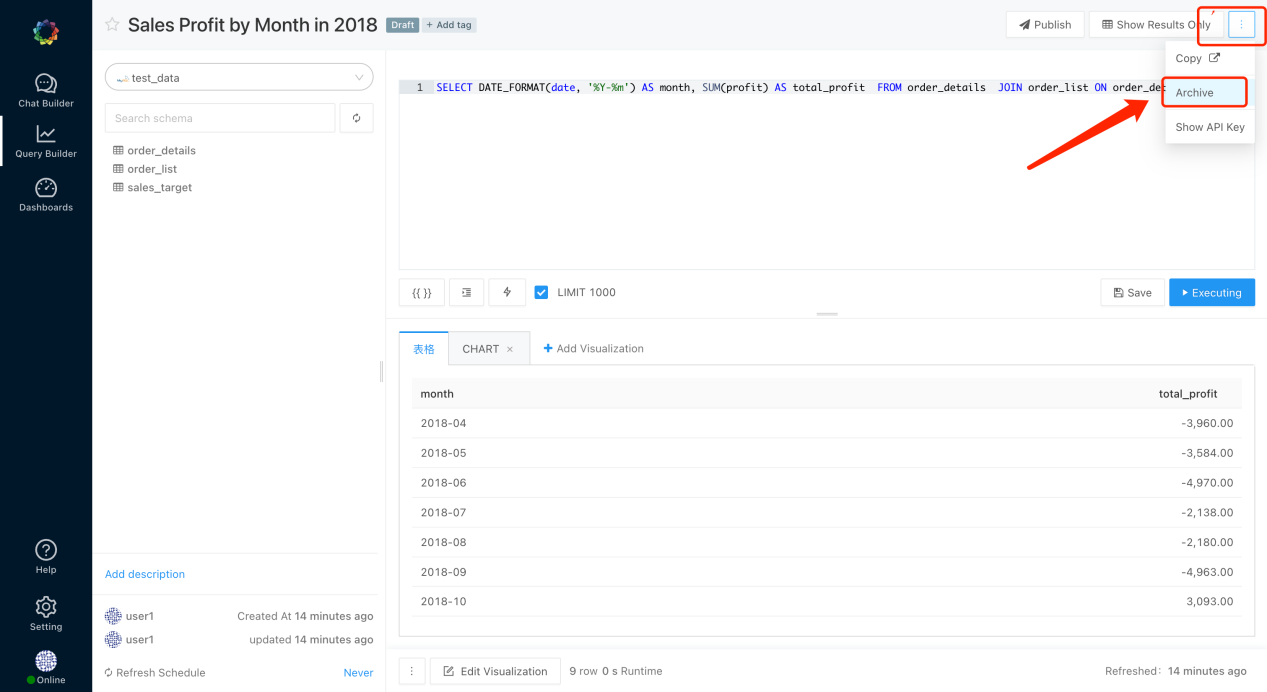 Sales Profit by Month in 2018 Draft + Add tag
Publish
Show Results Only
Copy
Archive
Show API Key
Chat Builder
Query Builder
Dashboards
Help
Setting
Online
test_data
Search schema
order_details
order_list
sales_target
Add description
user1 Created At 14 minutes ago
user1 updated 14 minutes ago
Refresh Schedule Never
1 SELECT DATE_FORMAT(date, '%Y-%m') AS month, SUM(profit) AS total_profit FROM order_details JOIN order_list ON
{{ }}
LIMIT 1000
Save
Executing
表格
CHART ×
+ Add Visualization
month total_profit
2018-04 -3,960.00
2018-05 -3,584.00
2018-06 -4,970.00
2018-07 -2,138.00
2018-08 -2,180.00
2018-09 -4,963.00
2018-10 3,093.00
Edit Visualization
9 row 0 s Runtime
Refreshed: 14 minutes ago